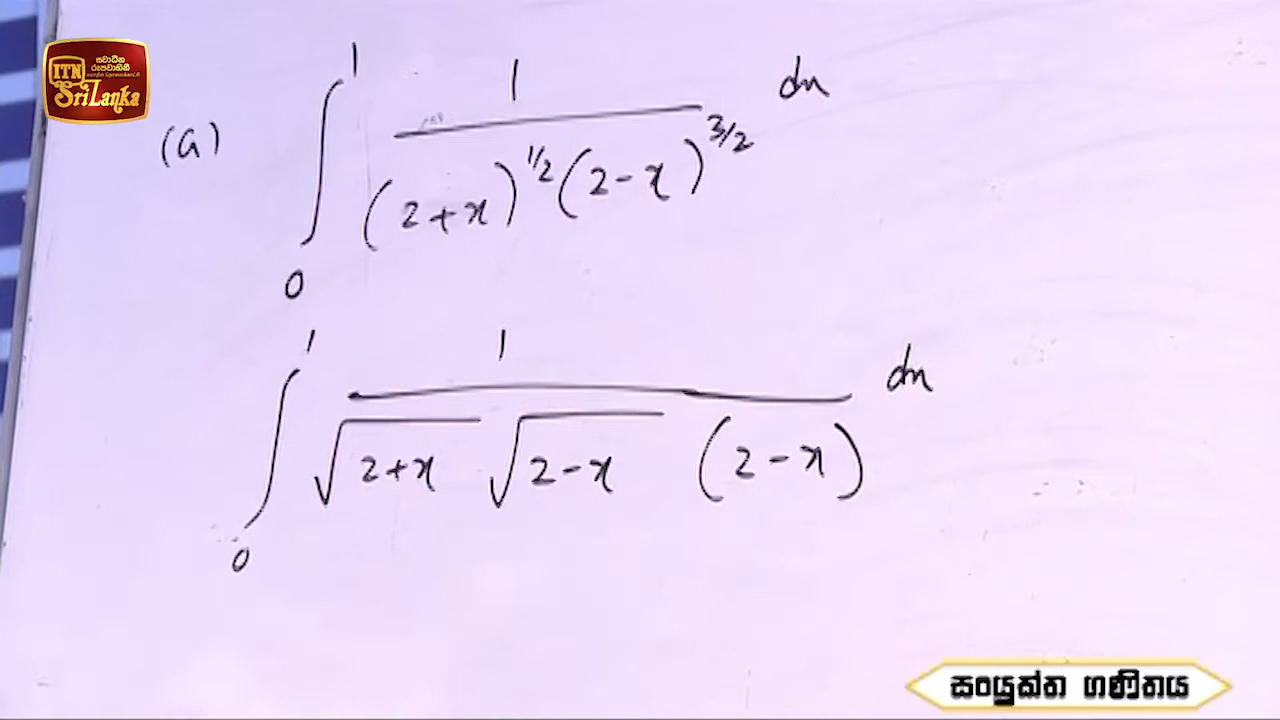 ITN
ස්වාධීන
රූපවාහිනී
Sri Lanka
(a) ∫₀¹ 1 / (2+x)^{1/2} (2-x)^{3/2} dx
∫₀¹ 1 / √(2+x) √(2-x) (2-x) dx
සංයුක්ත ගණිතය